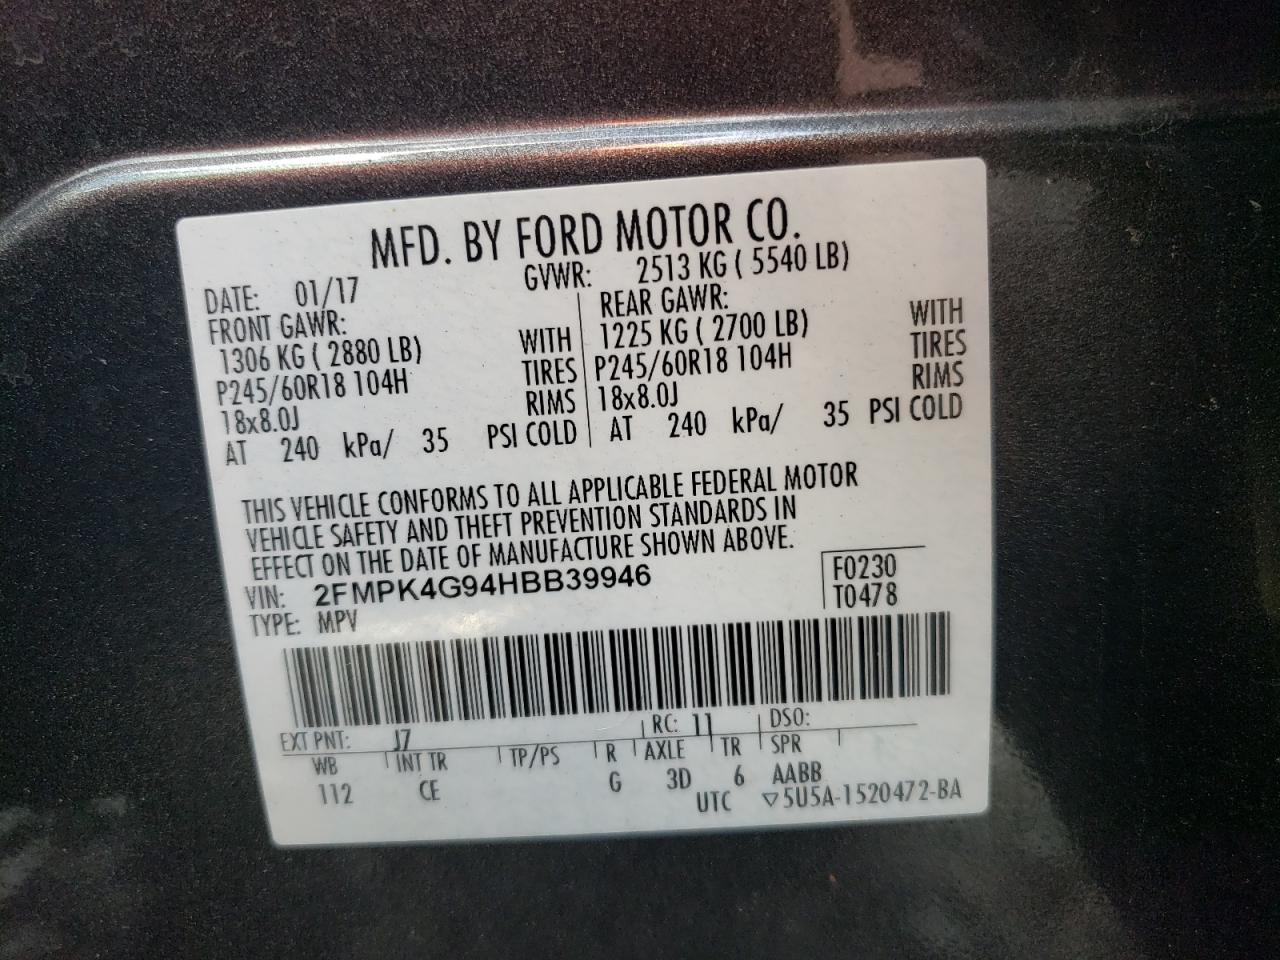 MFD. BY FORD MOTOR CO.
DATE: 01/17 GVWR: 2513 KG ( 5540 LB)
FRONT GAWR: REAR GAWR:
1306 KG ( 2880 LB) WITH 1225 KG ( 2700 LB) WITH
P245/60R18 104H TIRES P245/60R18 104H TIRES
18x8.0J RIMS 18x8.0J RIMS
AT 240 kPa/ 35 PSI COLD AT 240 kPa/ 35 PSI COLD
THIS VEHICLE CONFORMS TO ALL APPLICABLE FEDERAL MOTOR
VEHICLE SAFETY AND THEFT PREVENTION STANDARDS IN
EFFECT ON THE DATE OF MANUFACTURE SHOWN ABOVE.
VIN: 2FMPK4G94HBB39946 F0230
TYPE: MPV T0478
EXT PNT: J7 RC: 11 DSO:
WB INT TR TP/PS R AXLE TR SPR
112 CE G 3D 6 AABB
UTC ▽5U5A-1520472-BA